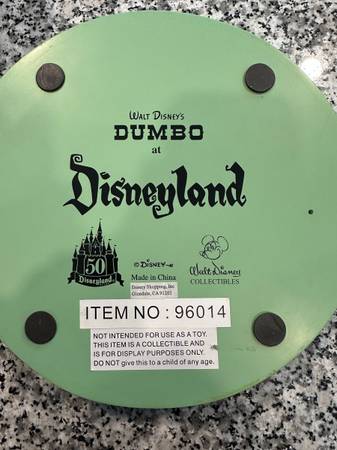 WALT DISNEY'S
DUMBO
at
Disneyland
50
Disneyland
© DISNEY
Made in China
Disney Shopping, Inc
Glendale, CA 91201
Walt Disney
COLLECTIBLES
ITEM NO : 96014
NOT INTENDED FOR USE AS A TOY.
THIS ITEM IS A COLLECTIBLE AND
IS FOR DISPLAY PURPOSES ONLY.
DO NOT give this to a child of any age.